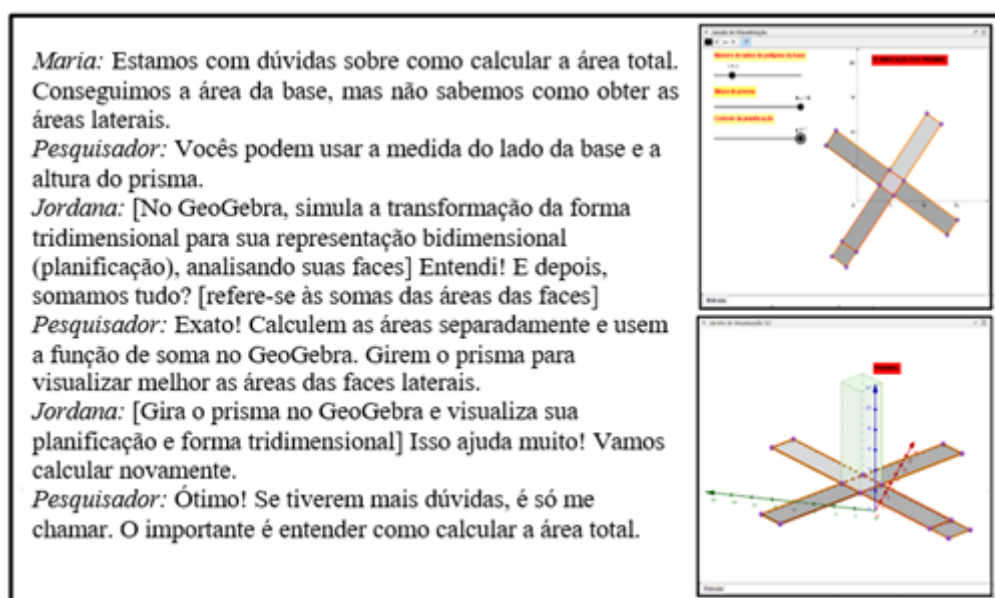 Maria: Estamos com dúvidas sobre como calcular a área total.
Conseguimos a área da base, mas não sabemos como obter as
áreas laterais.
Pesquisador: Vocês podem usar a medida do lado da base e a
altura do prisma.
Jordana: [No GeoGebra, simula a transformação da forma
tridimensional para sua representação bidimensional
(planificação), analisando suas faces] Entendi! E depois,
somamos tudo? [refere-se às somas das áreas das faces]
Pesquisador: Exato! Calculem as áreas separadamente e usem
a função de soma no GeoGebra. Girem o prisma para
visualizar melhor as áreas das faces laterais.
Jordana: [Gira o prisma no GeoGebra e visualiza sua
planificação e forma tridimensional] Isso ajuda muito! Vamos
calcular novamente.
Pesquisador: Ótimo! Se tiverem mais dúvidas, é só me
chamar. O importante é entender como calcular a área total.